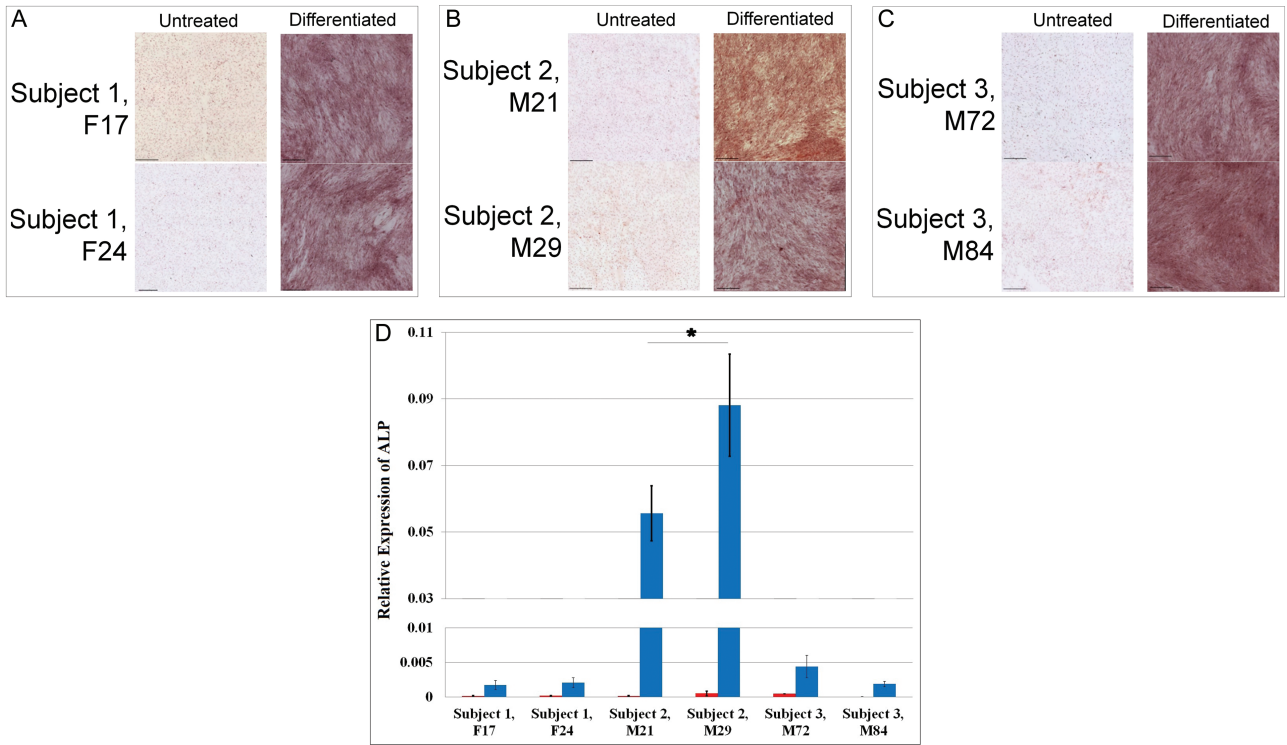 A
Untreated
Differentiated
Subject 1,
F17
Subject 1,
F24
B
Untreated
Differentiated
Subject 2,
M21
Subject 2,
M29
C
Untreated
Differentiated
Subject 3,
M72
Subject 3,
M84
D
Relative Expression of ALP
0.11
0.09
0.07
0.05
0.03
0.01
0.005
0
*
Subject 1,
F17
Subject 1,
F24
Subject 2,
M21
Subject 2,
M29
Subject 3,
M72
Subject 3,
M84